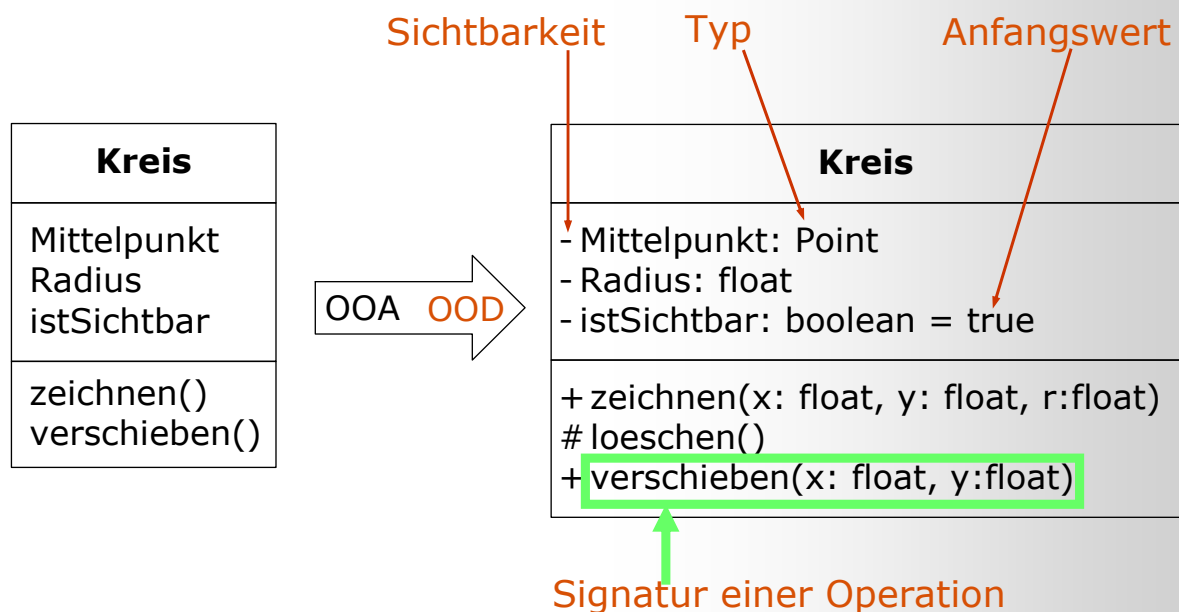 Sichtbarkeit Typ Anfangswert
Kreis
Mittelpunkt
Radius
istSichtbar
zeichnen()
verschieben()
OOA OOD
Kreis
- Mittelpunkt: Point
- Radius: float
- istSichtbar: boolean = true
+ zeichnen(x: float, y: float, r:float)
# loeschen()
+ verschieben(x: float, y:float)
Signatur einer Operation